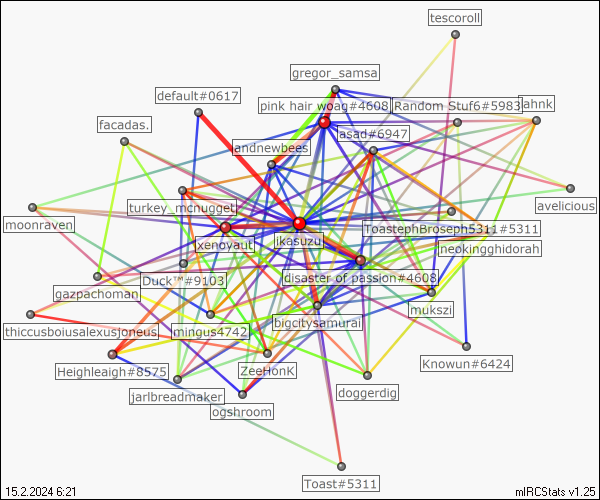 tescoroll
gregor_samsa
default#0617
pink hair woag#4608
Random Stuf6#5983
ahnk
facadas.
lasad#6947
andnewbees
avelicious
turkey_mcnugget
moonraven
ToastephBroseph5311#5311
xenoyaut
ikasuzu
neokingghidorah
Duck™#9103
disaster of passion#4608
gazpachoman
mukszi
bigcitysamurai
thiccusboiusalexusjoneus
mingus4742
Knowun#6424
Heighleaigh#8575
ZeeHonK
doggerdig
jarlbreadmaker
ogshroom
Toast#5311
15.2.2024 6:21
mIRCStats v1.25